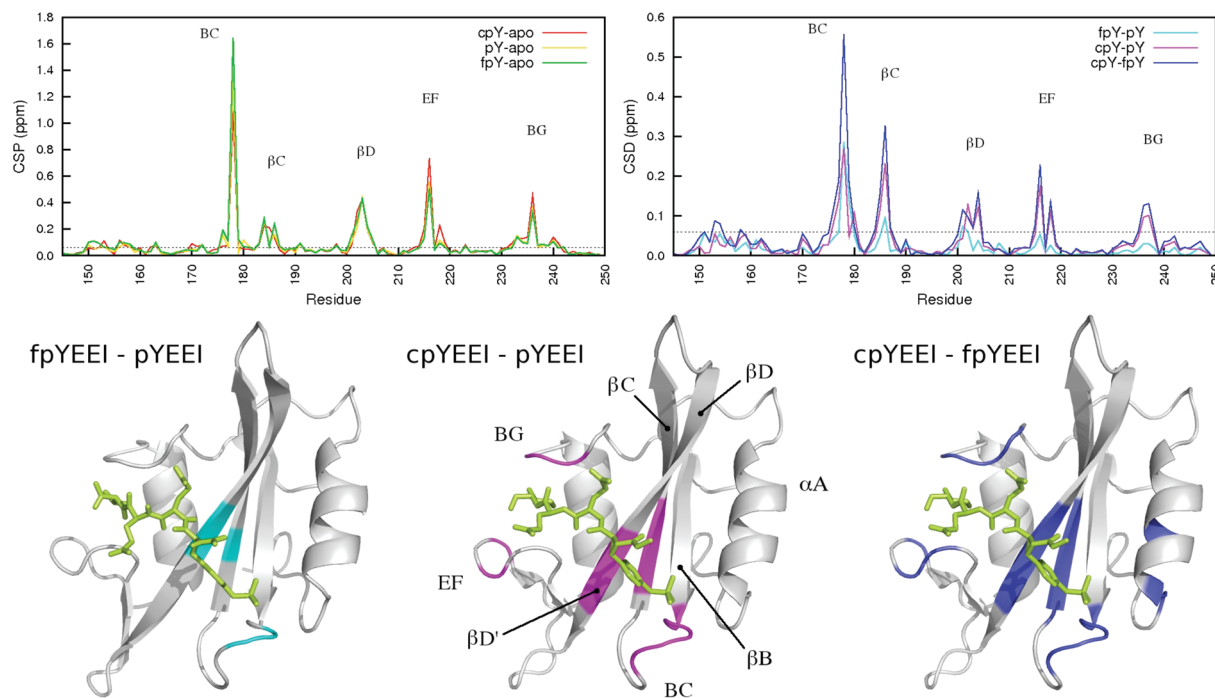 BC
cpY-apo
pY-apo
fpY-apo
EF
BG
βD
βC
CSP (ppm)
1.8
1.6
1.4
1.2
1.0
0.8
0.6
0.4
0.2
0.0
150
160
170
180
190
200
210
220
230
240
250
Residue
BC
fpY-pY
cpY-pY
cpY-fpY
βC
EF
βD
BG
CSD (ppm)
0.6
0.5
0.4
0.3
0.2
0.1
0.0
150
160
170
180
190
200
210
220
230
240
250
Residue
fpYEEI - pYEEI
cpYEEI - pYEEI
cpYEEI - fpYEEI
βC
βD
BG
αA
EF
βD'
βB
BC